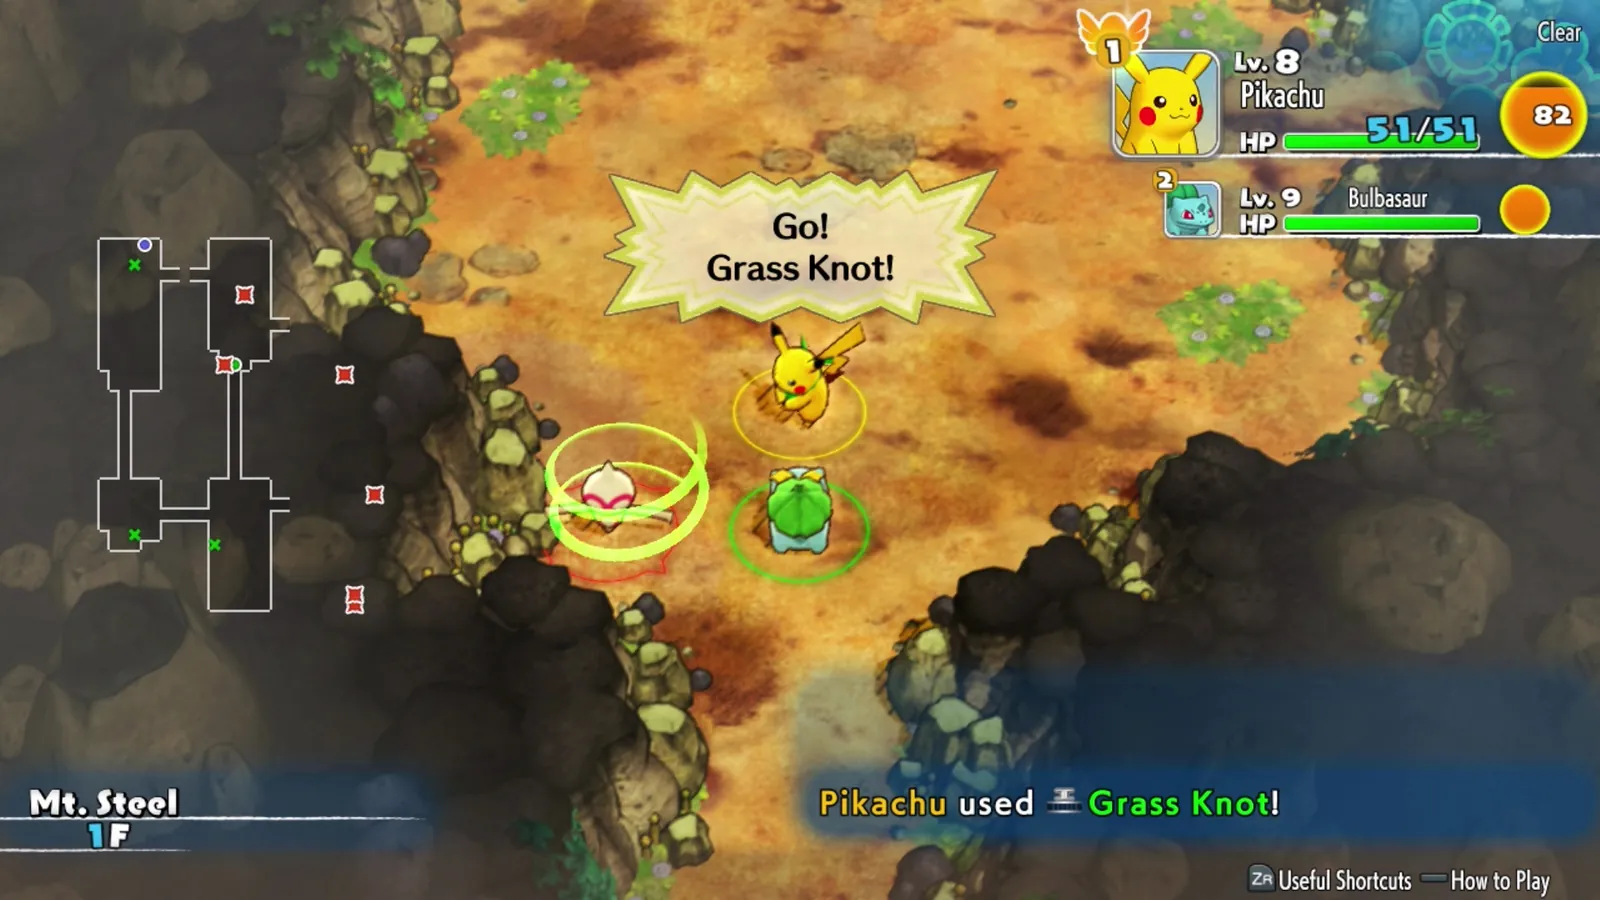 Clear
1
Lv. 8
Pikachu
HP 51/51
82
2
Lv. 9 Bulbasaur
HP
Go!
Grass Knot!
Mt. Steel
1F
Pikachu used Grass Knot!
ZR Useful Shortcuts How to Play